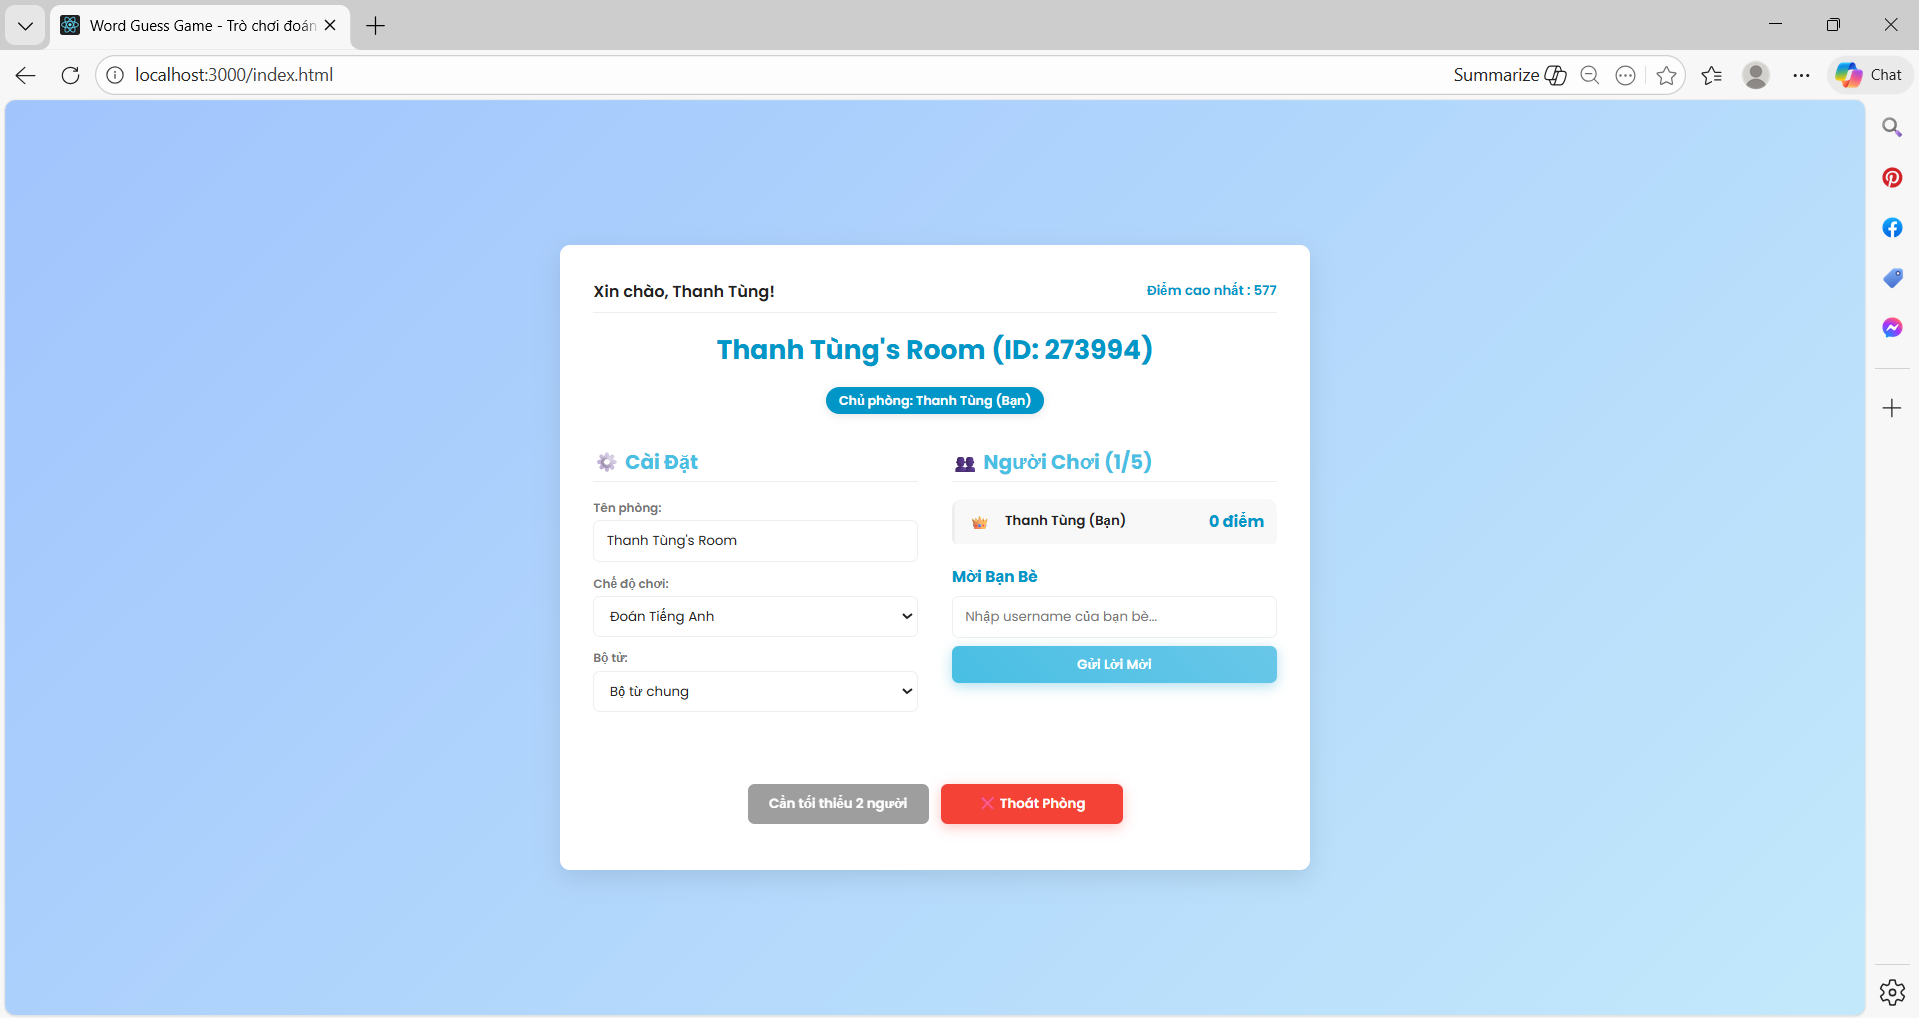 Word Guess Game - Trò chơi đoán
localhost:3000/index.html
Summarize
Chat
Xin chào, Thanh Tùng!
Điểm cao nhất : 577
Thanh Tùng's Room (ID: 273994)
Chủ phòng: Thanh Tùng (Bạn)
Cài Đặt
Tên phòng:
Thanh Tùng's Room
Chế độ chơi:
Đoán Tiếng Anh
Bộ từ:
Bộ từ chung
Người Chơi (1/5)
Thanh Tùng (Bạn)
0 điểm
Mời Bạn Bè
Nhập username của bạn bè...
Gửi Lời Mời
Cần tối thiểu 2 người
Thoát Phòng